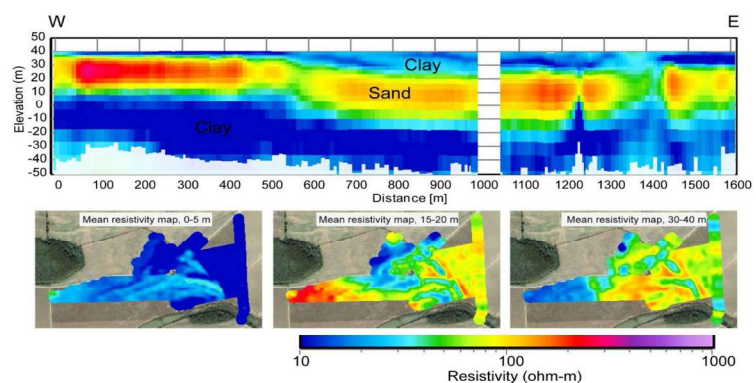 W E
50
40
30
20
10
0
-10
-20
-30
-40
-50
Elevation (m)
Clay
Sand
Clay
0 100 200 300 400 500 600 700 800 900 1000 1100 1200 1300 1400 1500 1600
Distance [m]
Mean resistivity map, 0-5 m
Mean resistivity map, 15-20 m
Mean resistivity map, 30-40 m
10 100 1000
Resistivity (ohm-m)